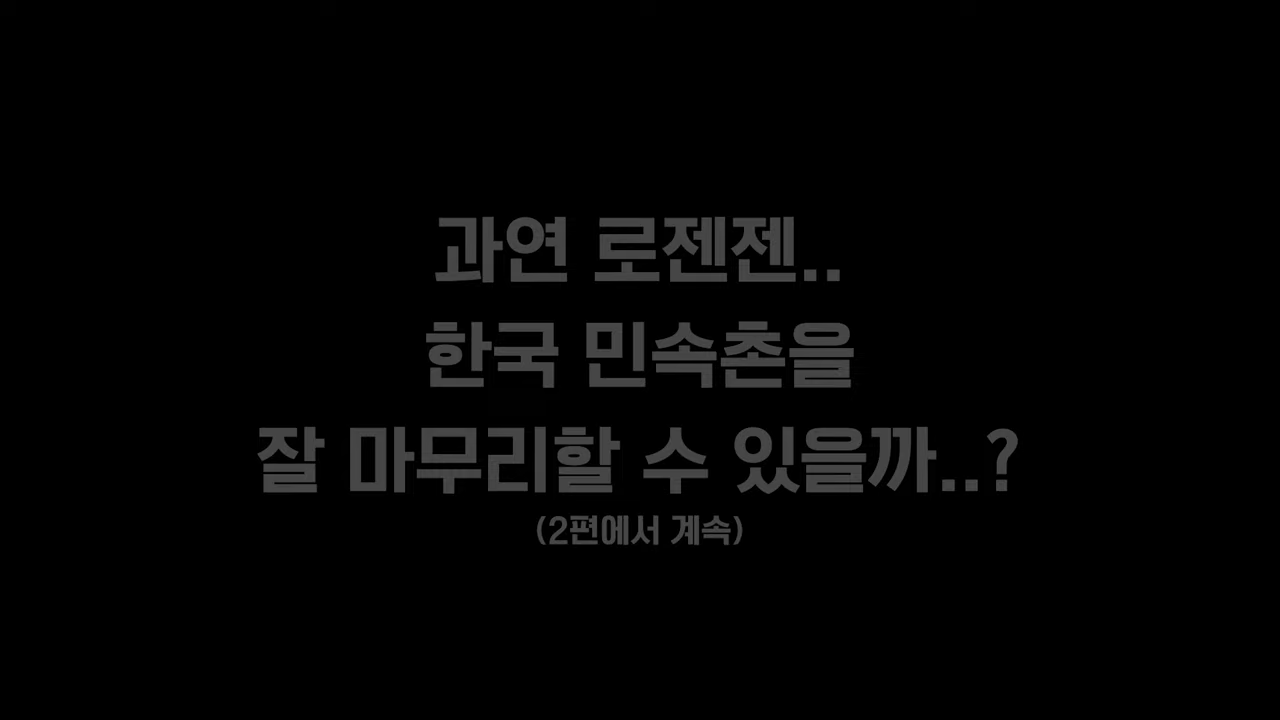 과연 로젠젠..
한국 민속촌을
잘 마무리할 수 있을까..?
(2편에서 계속)